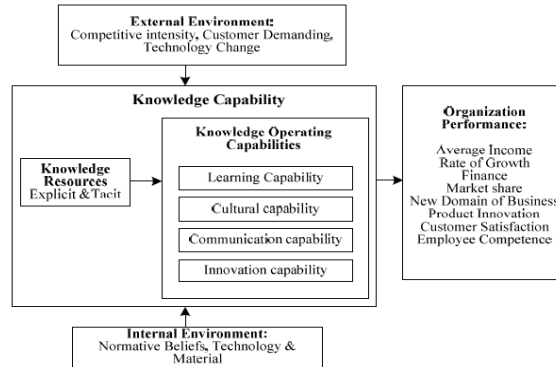 External Environment:
Competitive intensity, Customer Demanding,
Technology Change
Knowledge Capability
Knowledge Operating
Capabilities
Knowledge
Resources
Explicit &Tacit
Learning Capability
Cultural capability
Communication capability
Innovation capability
Organization
Performance:
Average Income
Rate of Growth
Finance
Market share
New Domain of Business
Product Innovation
Customer Satisfaction
Employee Competence
Internal Environment:
Normative Beliefs, Technology &
Material